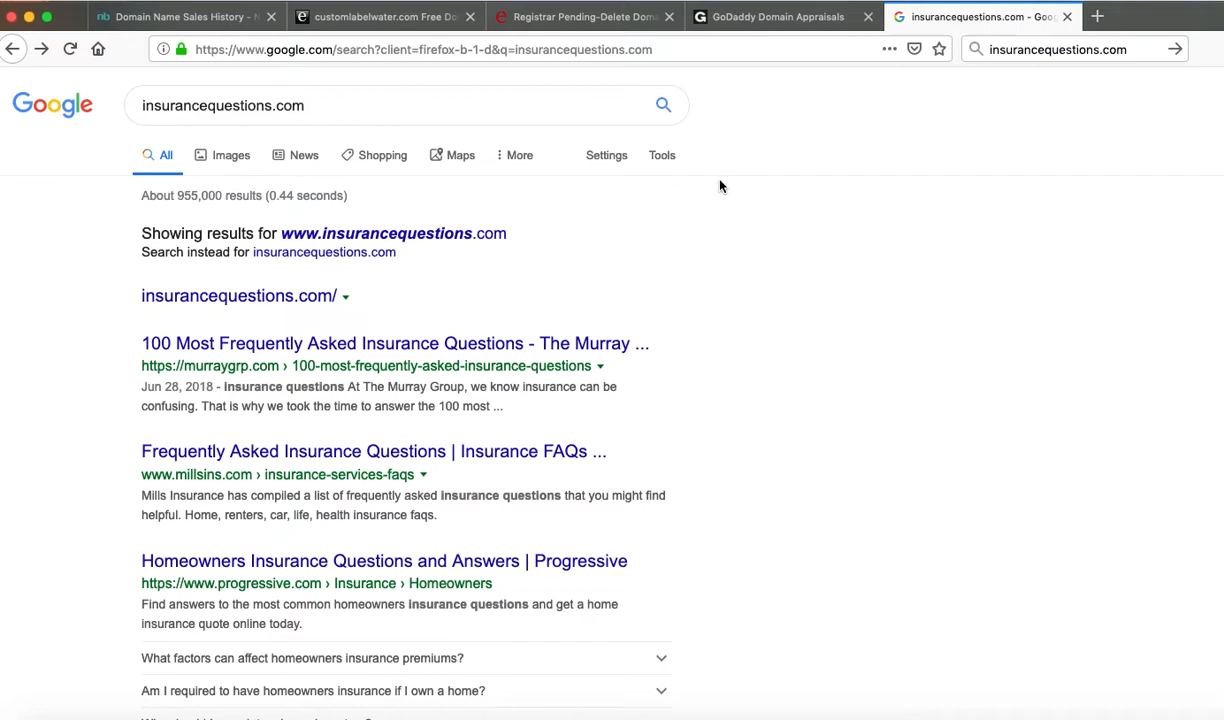 nb Domain Name Sales History - N
customlabelwater.com Free Do
Registrar Pending-Delete Doma
GoDaddy Domain Appraisals
insurancequestions.com - Goog
https://www.google.com/search?client=firefox-b-1-d&q=insurancequestions.com
insurancequestions.com
Google
insurancequestions.com
All Images News Shopping Maps More Settings Tools
About 955,000 results (0.44 seconds)
Showing results for www.insurancequestions.com
Search instead for insurancequestions.com
insurancequestions.com/
100 Most Frequently Asked Insurance Questions - The Murray ...
https://murraygrp.com › 100-most-frequently-asked-insurance-questions
Jun 28, 2018 - insurance questions At The Murray Group, we know insurance can be
confusing. That is why we took the time to answer the 100 most ...
Frequently Asked Insurance Questions | Insurance FAQs ...
www.millsins.com › insurance-services-faqs
Mills Insurance has compiled a list of frequently asked insurance questions that you might find
helpful. Home, renters, car, life, health insurance faqs.
Homeowners Insurance Questions and Answers | Progressive
https://www.progressive.com › Insurance › Homeowners
Find answers to the most common homeowners insurance questions and get a home
insurance quote online today.
What factors can affect homeowners insurance premiums?
Am I required to have homeowners insurance if I own a home?